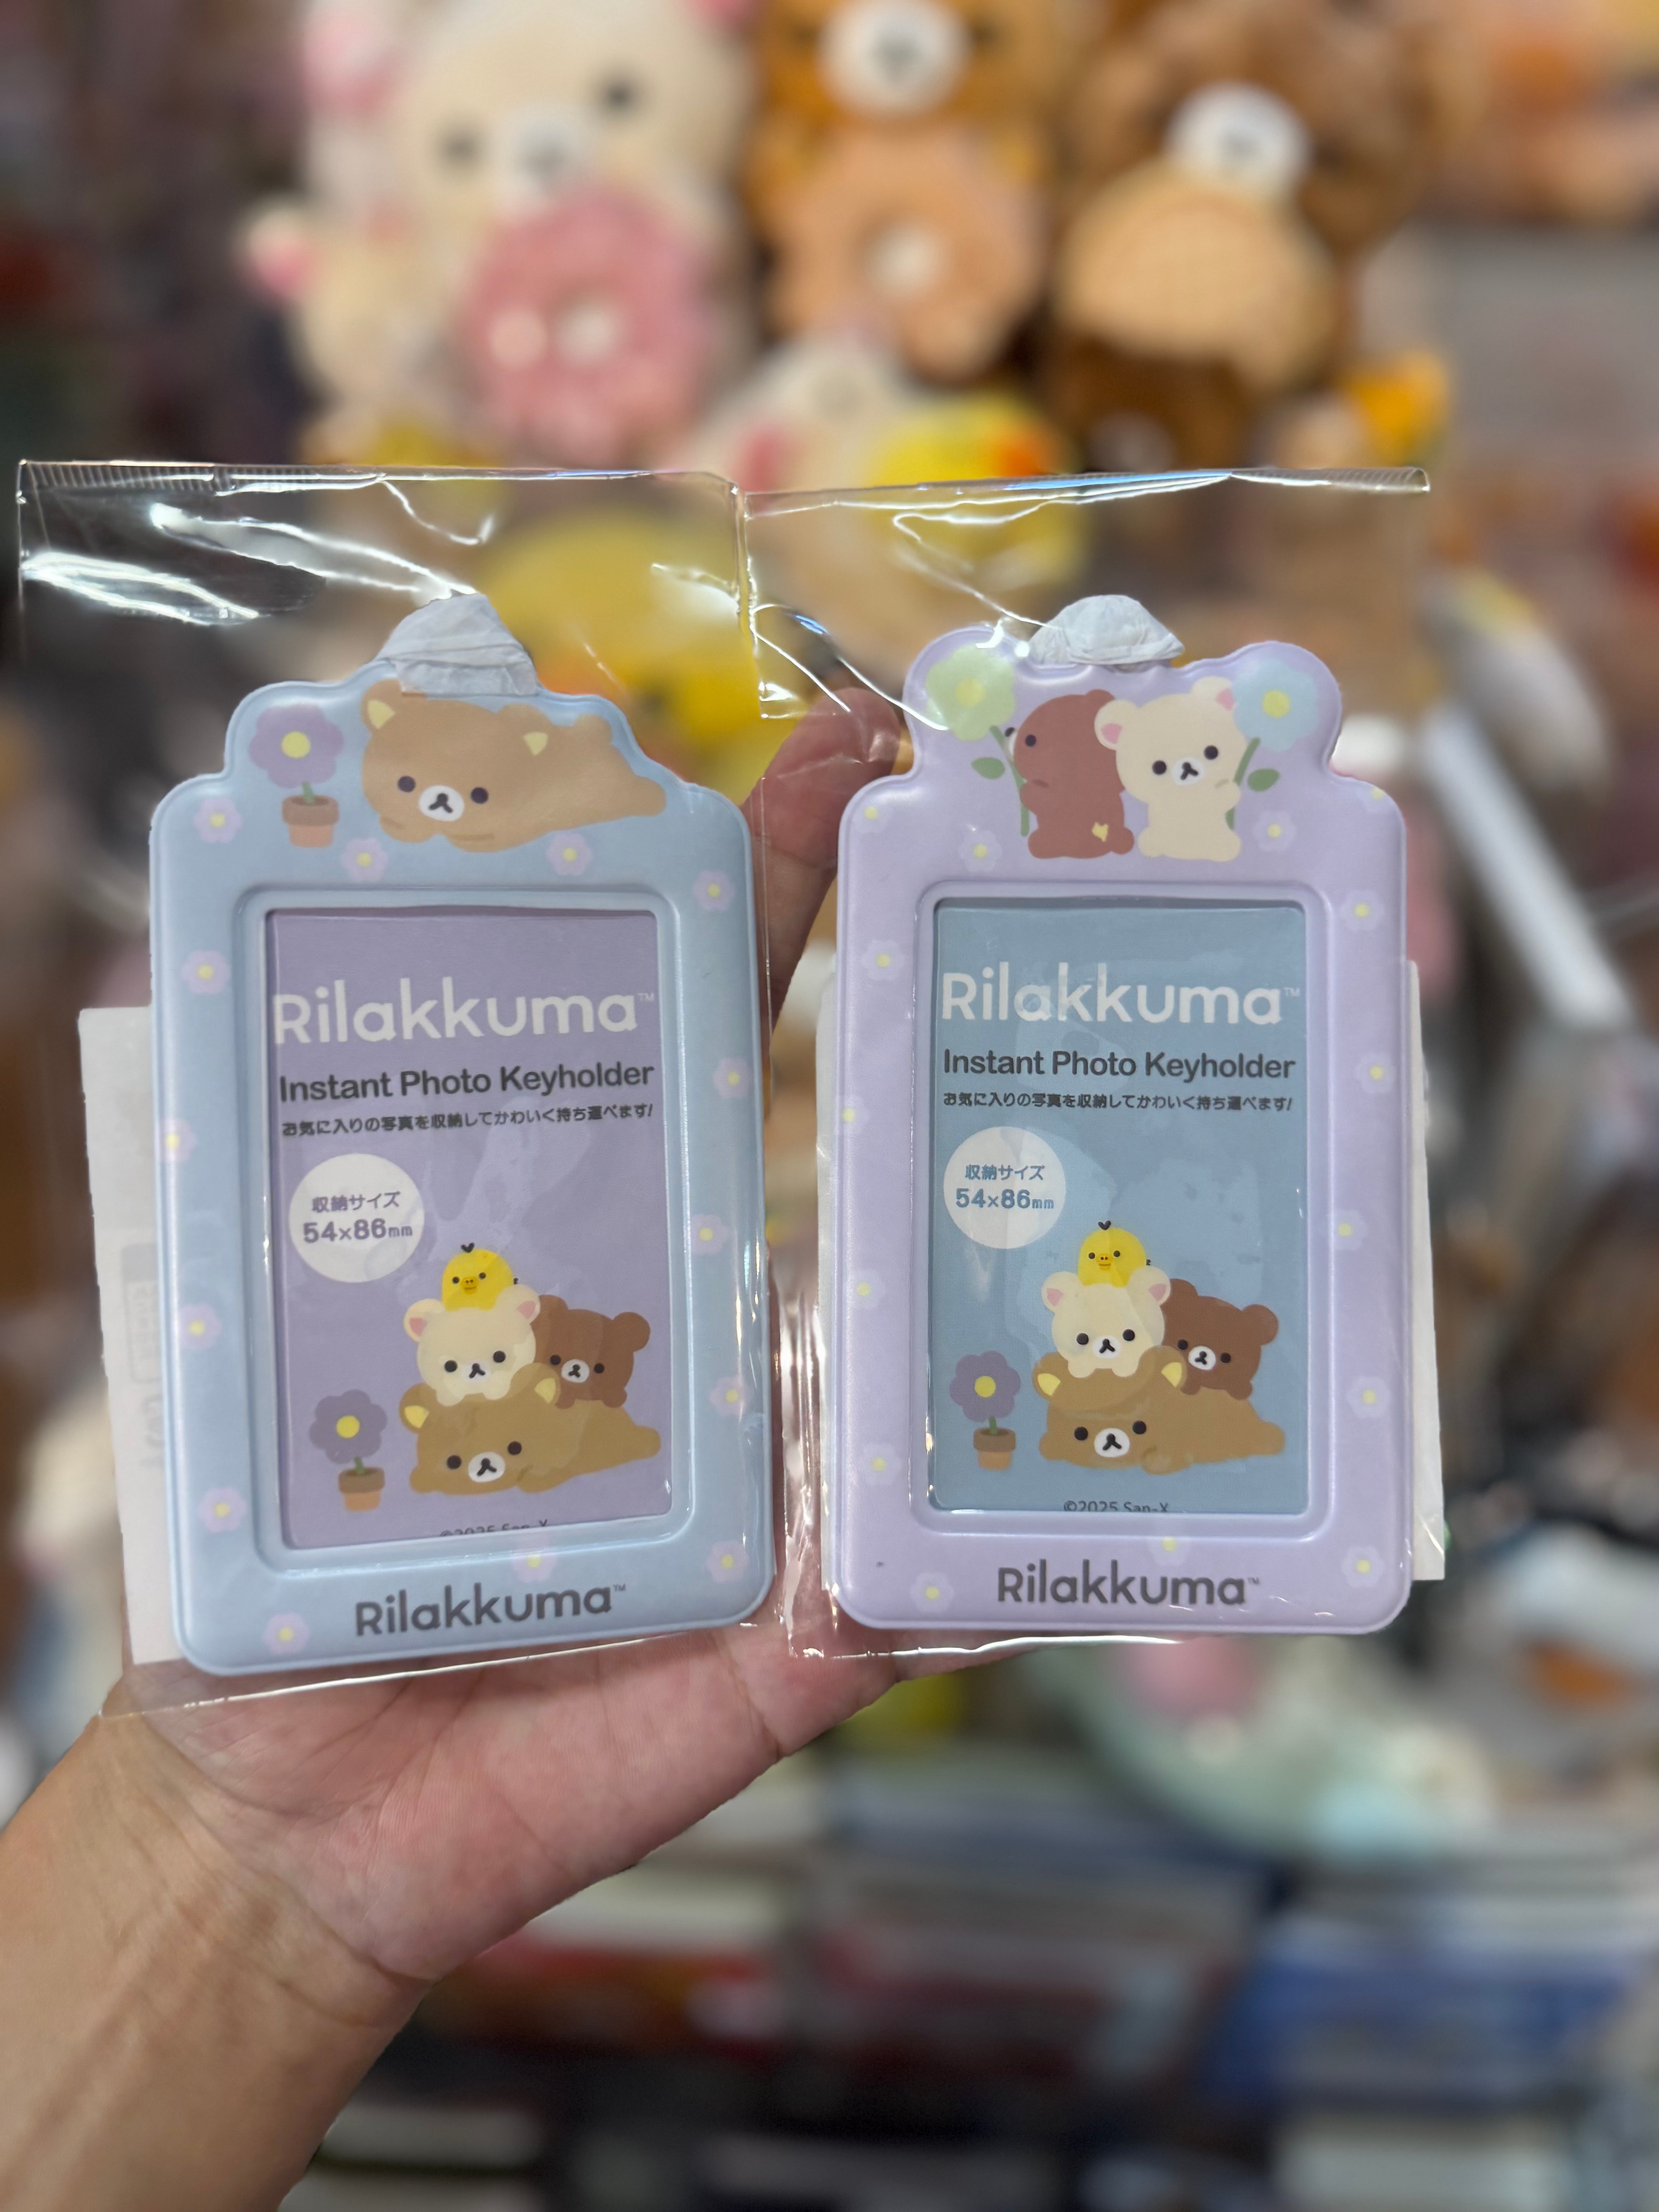 Rilakkuma™
Instant Photo Keyholder
お気に入りの写真を収納してかわいく持ち運べます!
収納サイズ
54×86mm
©2025 San-X
Rilakkuma™
Rilakkuma™
Instant Photo Keyholder
お気に入りの写真を収納してかわいく持ち運べます!
収納サイズ
54×86mm
©2025 San-X
Rilakkuma™